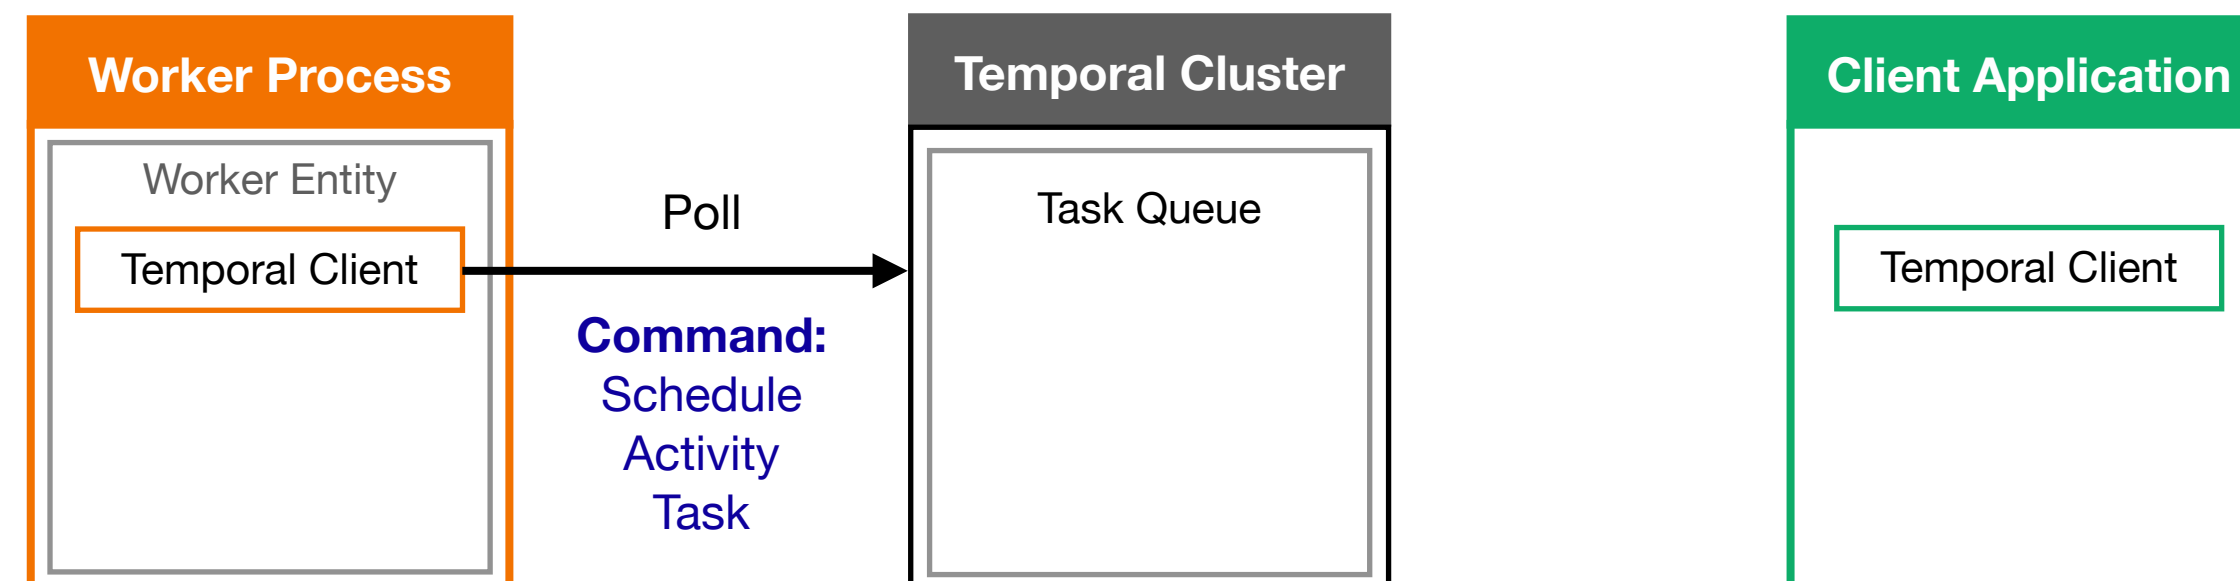 Worker Process
Worker Entity
Temporal Client
Poll
Command:
Schedule
Activity
Task
Temporal Cluster
Task Queue
Client Application
Temporal Client